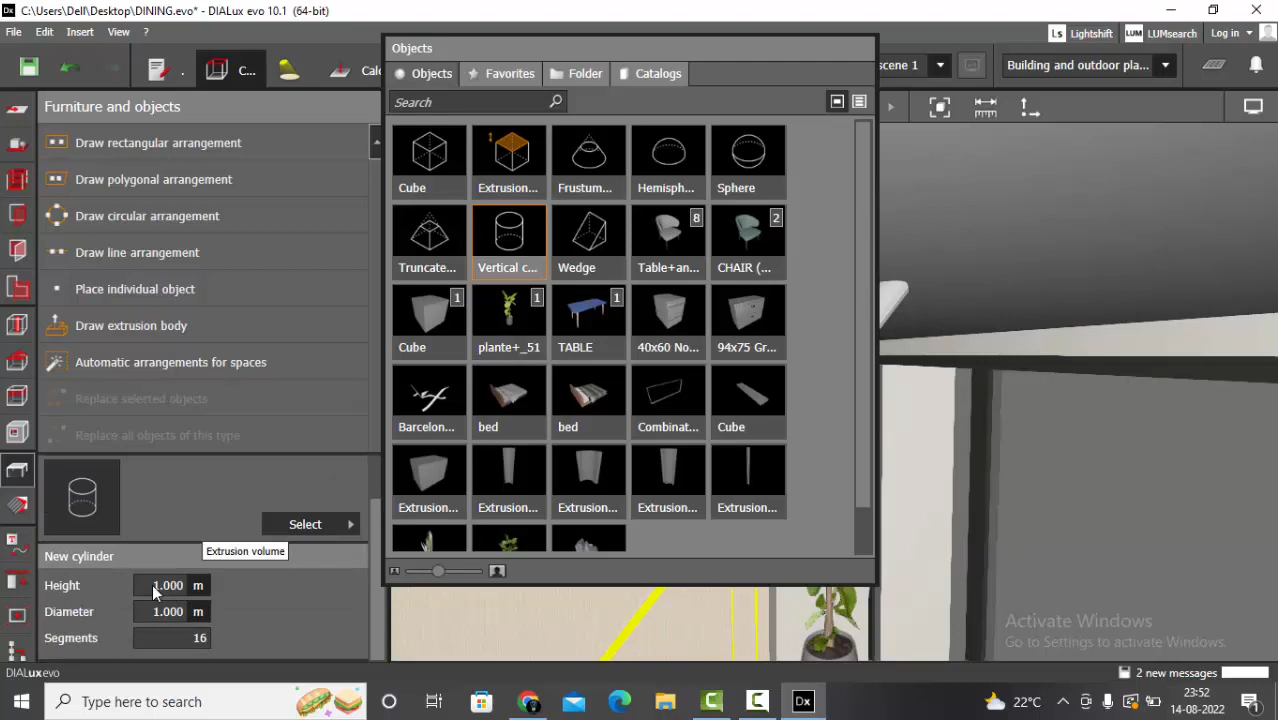 C:\Users\Dell\Desktop\DINING.evo* - DIALux evo 10.1 (64-bit)
File Edit Insert View ?
Ls Lightshift LUM LUMsearch Log in
C... Calc
scene 1 Building and outdoor pla...
Furniture and objects
Draw rectangular arrangement
Draw polygonal arrangement
Draw circular arrangement
Draw line arrangement
Place individual object
Draw extrusion body
Automatic arrangements for spaces
Replace selected objects
Replace all objects of this type
Select
Extrusion volume
New cylinder
Height 1.000 m
Diameter 1.000 m
Segments 16
Objects
Objects Favorites Folder Catalogs
Search
Cube Extrusion... Frustum... Hemisph... Sphere
8 2
Truncate... Vertical c... Wedge Table+an... CHAIR (...
1 1 1
Cube plante+_51 TABLE 40x60 No... 94x75 Gr...
Barcelon... bed bed Combinat... Cube
Extrusion... Extrusion... Extrusion... Extrusion... Extrusion...
Activate Windows
Go to Settings to activate Windows.
DIALux evo
2 new messages
Type here to search
Dx
22°C
23:52
14-08-2022
1